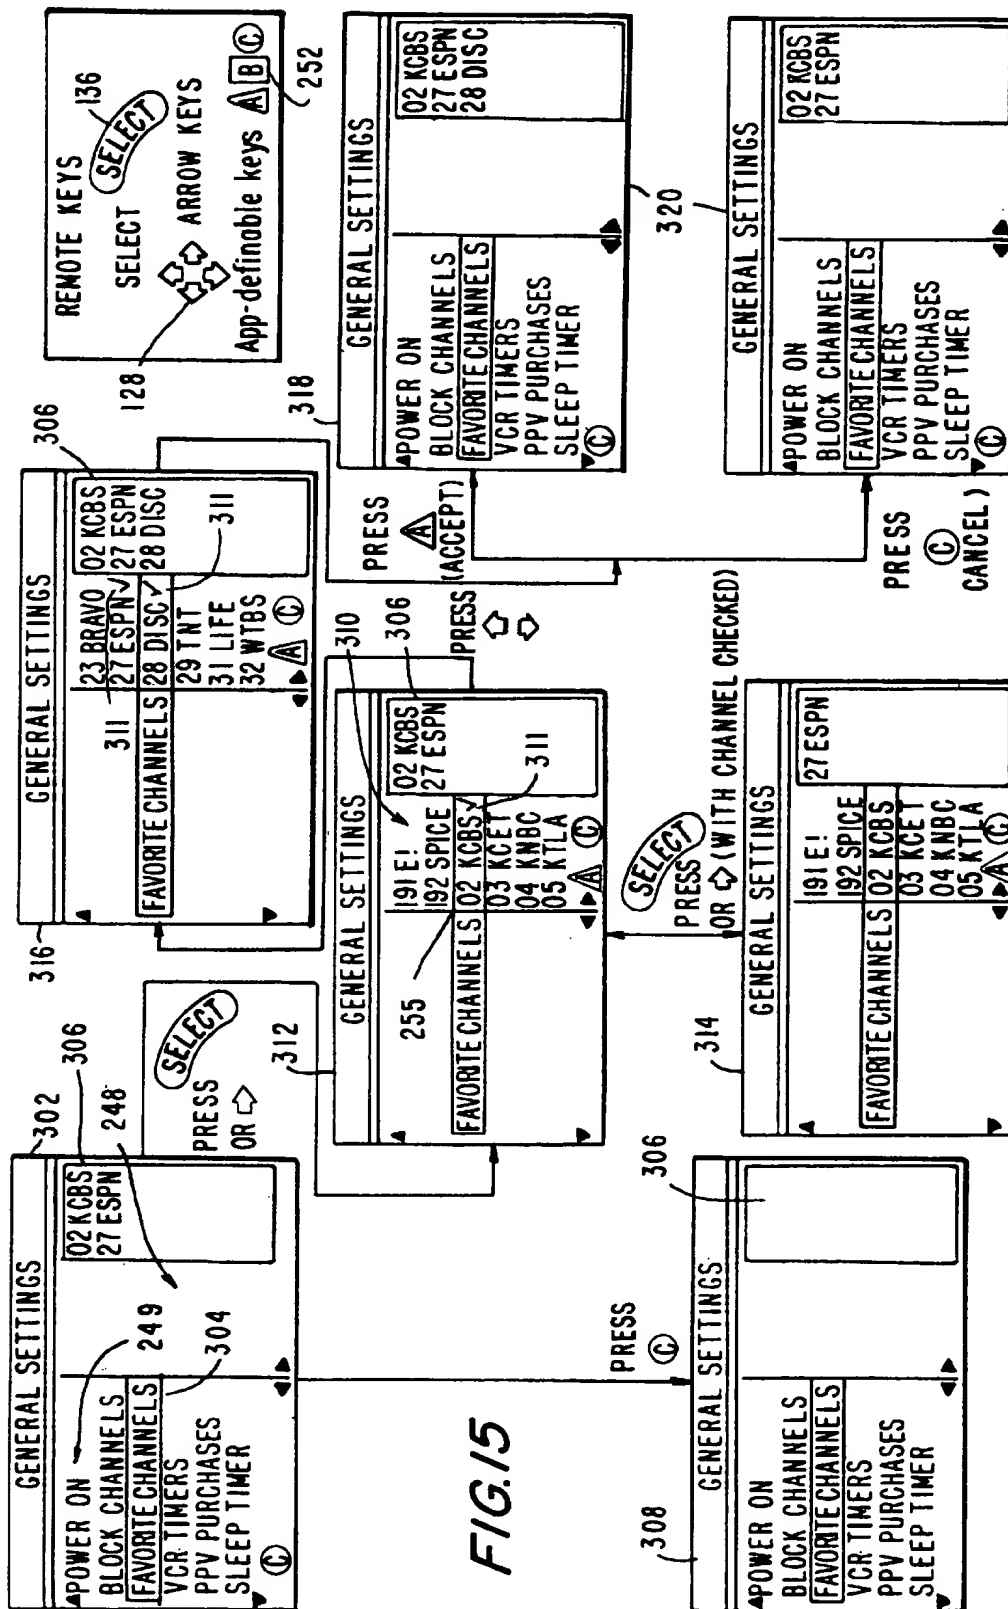 GENERAL SETTINGS
302
POWER ON
BLOCK CHANNELS
FAVORITE CHANNELS
VCR TIMERS
PPV PURCHASES
SLEEP TIMER
C
249
248
304
306
02 KCBS
27 ESPN
PRESS
SELECT
OR
PRESS
C
308
GENERAL SETTINGS
POWER ON
BLOCK CHANNELS
FAVORITE CHANNELS
VCR TIMERS
PPV PURCHASES
SLEEP TIMER
306
FIG.15
316
GENERAL SETTINGS
306
FAVORITE CHANNELS
311
23 BRAVO
27 ESPN ✓
28 DISC ✓
29 TNT
31 LIFE
32 WTBS
A C
02 KCBS
27 ESPN
28 DISC
311
312
GENERAL SETTINGS
310
255
FAVORITE CHANNELS
191 E!
192 SPICE
02 KCBS ✓
03 KCET
04 KNBC
05 KTLA
A C
02 KCBS
27 ESPN
306
311
PRESS
PRESS
SELECT
OR (WITH CHANNEL CHECKED)
314
GENERAL SETTINGS
FAVORITE CHANNELS
191 E!
192 SPICE
02 KCBS
03 KCET
04 KNBC
05 KTLA
A C
27 ESPN
REMOTE KEYS
SELECT
SELECT
136
128
ARROW KEYS
App-definable keys A B C
252
PRESS
A
(ACCEPT)
318
GENERAL SETTINGS
POWER ON
BLOCK CHANNELS
FAVORITE CHANNELS
VCR TIMERS
PPV PURCHASES
SLEEP TIMER
C
02 KCBS
27 ESPN
28 DISC
320
PRESS
C
CANCEL)
GENERAL SETTINGS
POWER ON
BLOCK CHANNELS
FAVORITE CHANNELS
VCR TIMERS
PPV PURCHASES
SLEEP TIMER
C
02 KCBS
27 ESPN